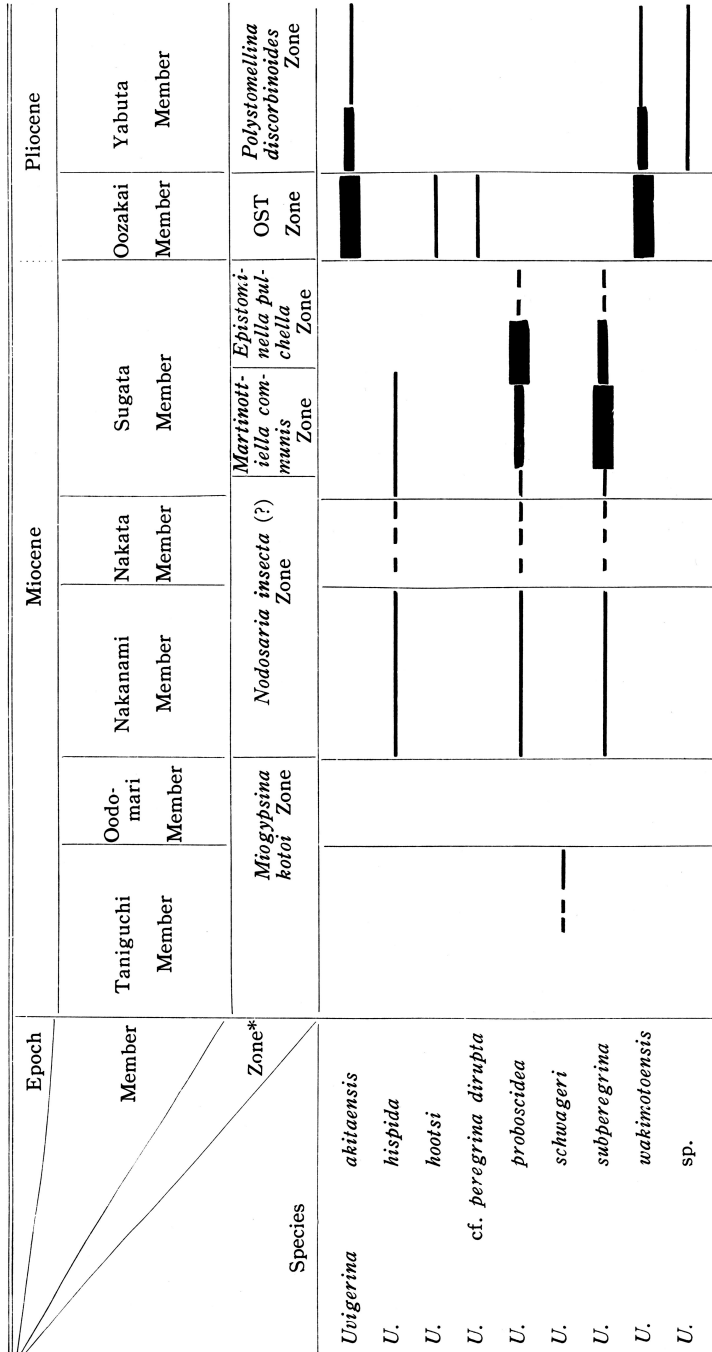 Epoch
Miocene
Pliocene
Member
Taniguchi
Member
Oodo-
mari
Member
Nakanami
Member
Nakata
Member
Sugata
Member
Oozakai
Member
Yabuta
Member
Zone*
Miogypsina
kotoi Zone
Nodosaria insecta (?)
Zone
Martinott-
iella com-
munis
Zone
Epistomi-
nella pul-
chella
Zone
OST
Zone
Polystomellina
discorbinoides
Zone
Species
Uvigerina akitaensis
U. hispida
U. hootsi
U. cf. peregrina dirupta
U. proboscidea
U. schwageri
U. subperegrina
U. wakimotoensis
U. sp.